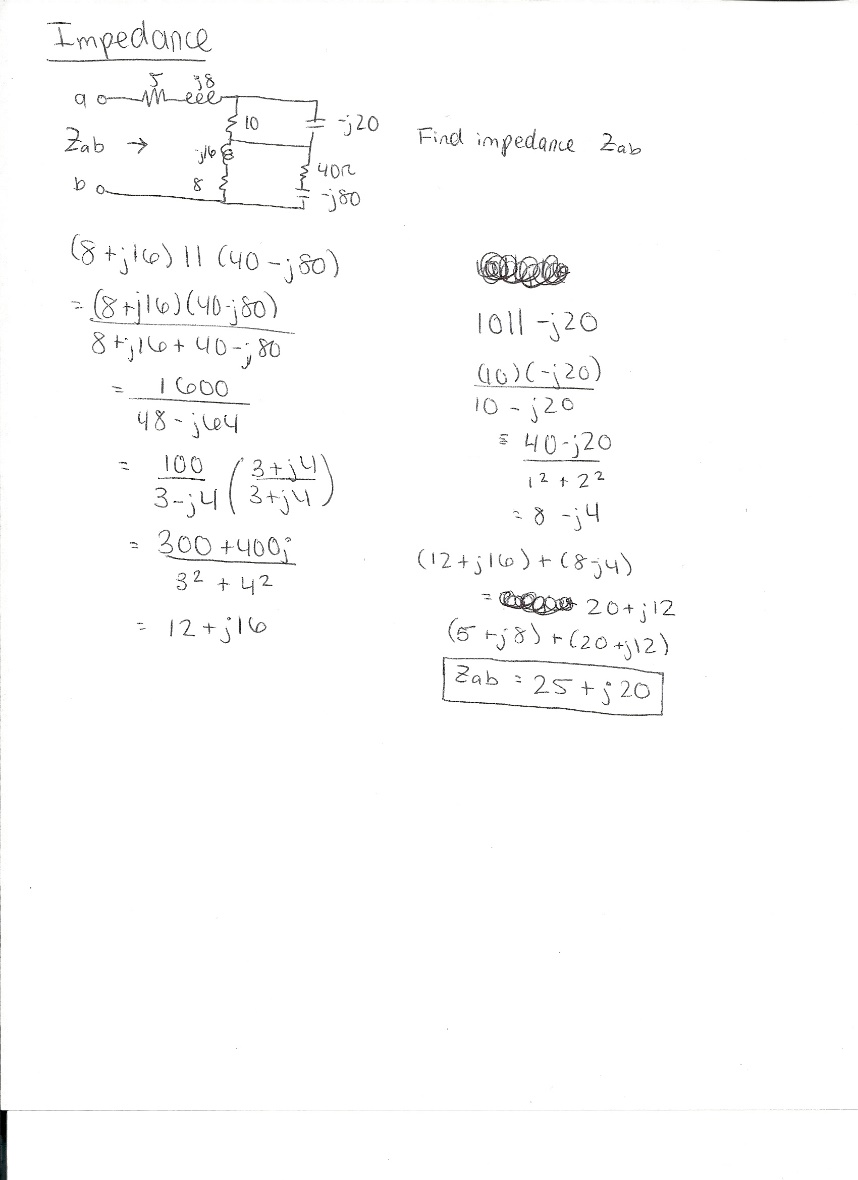 Impedance
5 j8
a
10
-j20
Find impedance Zab
Zab →
j16
40Ω
b
8
-j80
(8+j16) || (40-j80)
= (8+j16)(40-j80)
8+j16+40-j80
= 1600
48-j64
= 100 (3+j4)
3-j4 (3+j4)
= 300+400j
3² + 4²
= 12+j16
10 || -j20
(10)(-j20)
10-j20
= 40-j20
1² + 2²
= 8-j4
(12+j16)+(8j4)
= 20+j12
(5+j8)+(20+j12)
Zab = 25+j20